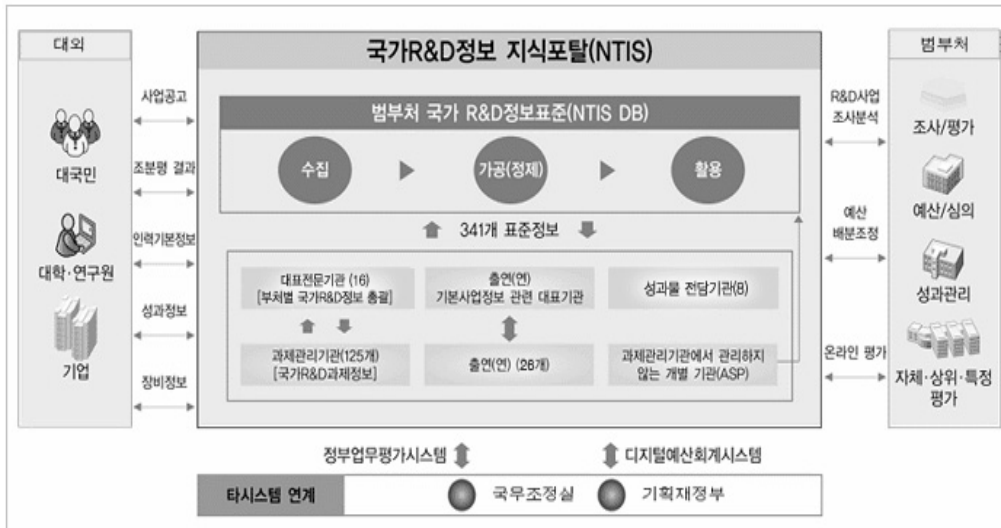 대외
대국민
대학·연구원
기업
사업공고
조분평 결과
인력기본정보
성과정보
장비정보
국가R&D정보 지식포탈(NTIS)
범부처 국가 R&D정보표준(NTIS DB)
수집
가공(정제)
활용
341개 표준정보
대표전문기관 (16)
[부처별 국가R&D정보 총괄]
출연(연)
기본사업정보 관련 대표기관
성과물 전담기관(8)
과제관리기관(125개)
[국가R&D과제정보]
출연(연) (26개)
과제관리기관에서 관리하지
않는 개별 기관(ASP)
R&D사업
조사분석
예산
배분조정
온라인 평가
범부처
조사/평가
예산/심의
성과관리
자체·상위·특정
평가
정부업무평가시스템
디지털예산회계시스템
타시스템 연계
국무조정실
기획재정부